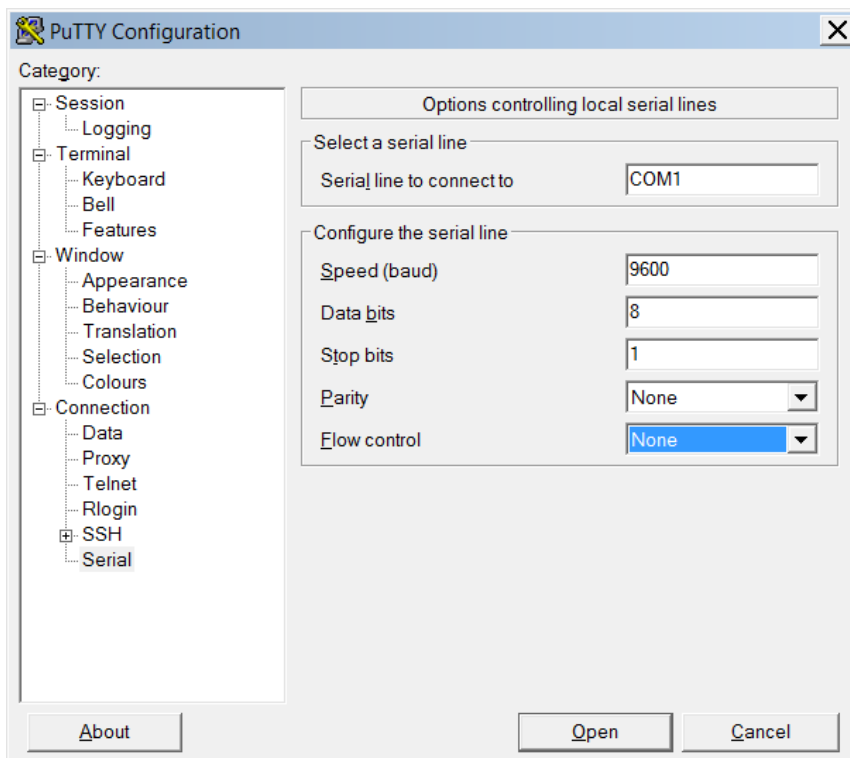 PuTTY Configuration
Category:
Session
Logging
Terminal
Keyboard
Bell
Features
Window
Appearance
Behaviour
Translation
Selection
Colours
Connection
Data
Proxy
Telnet
Rlogin
SSH
Serial
Options controlling local serial lines
Select a serial line
Serial line to connect to COM1
Configure the serial line
Speed (baud) 9600
Data bits 8
Stop bits 1
Parity None
Flow control None
About Open Cancel